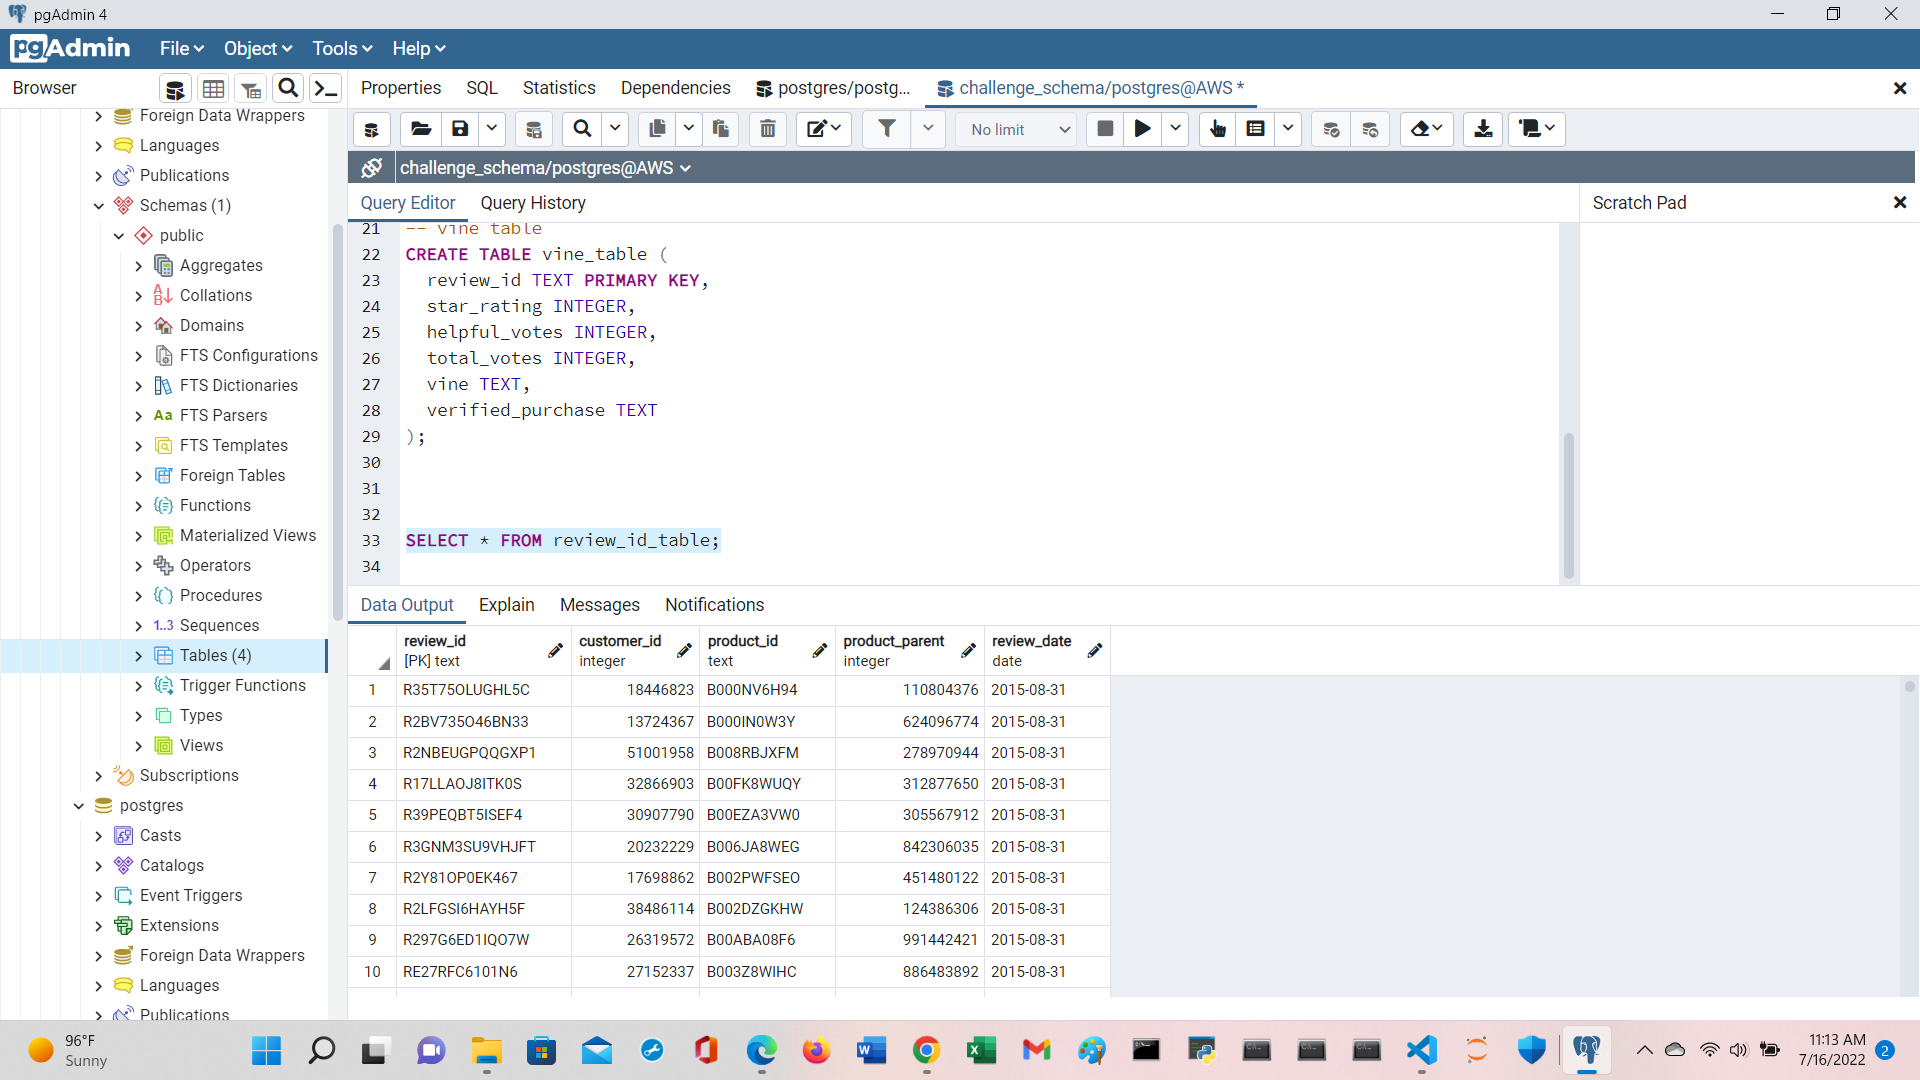 pgAdmin 4
pgAdmin File Object Tools Help
Browser
Properties SQL Statistics Dependencies postgres/postg... challenge_schema/postgres@AWS *
No limit
challenge_schema/postgres@AWS
Query Editor Query History
Scratch Pad
Foreign Data Wrappers
Languages
Publications
Schemas (1)
public
Aggregates
Collations
Domains
FTS Configurations
FTS Dictionaries
Aa FTS Parsers
FTS Templates
Foreign Tables
Functions
Materialized Views
Operators
Procedures
1..3 Sequences
Tables (4)
Trigger Functions
Types
Views
Subscriptions
postgres
Casts
Catalogs
Event Triggers
Extensions
Foreign Data Wrappers
Languages
Publications
21 -- vine table
22 CREATE TABLE vine_table (
23 review_id TEXT PRIMARY KEY,
24 star_rating INTEGER,
25 helpful_votes INTEGER,
26 total_votes INTEGER,
27 vine TEXT,
28 verified_purchase TEXT
29 );
30
31
32
33 SELECT * FROM review_id_table;
34
Data Output Explain Messages Notifications
review_id customer_id product_id product_parent review_date
[PK] text integer text integer date
1 R35T75OLUGHL5C 18446823 B000NV6H94 110804376 2015-08-31
2 R2BV735O46BN33 13724367 B000IN0W3Y 624096774 2015-08-31
3 R2NBEUGPQQGXP1 51001958 B008RBJXFM 278970944 2015-08-31
4 R17LLAOJ8ITK0S 32866903 B00FK8WUQY 312877650 2015-08-31
5 R39PEQBT5ISEF4 30907790 B00EZA3VW0 305567912 2015-08-31
6 R3GNM3SU9VHJFT 20232229 B006JA8WEG 842306035 2015-08-31
7 R2Y81OP0EK467 17698862 B002PWFSEO 451480122 2015-08-31
8 R2LFGSI6HAYH5F 38486114 B002DZGKHW 124386306 2015-08-31
9 R297G6ED1IQO7W 26319572 B00ABA08F6 991442421 2015-08-31
10 RE27RFC6101N6 27152337 B003Z8WIHC 886483892 2015-08-31
96°F
Sunny
11:13 AM
7/16/2022
2